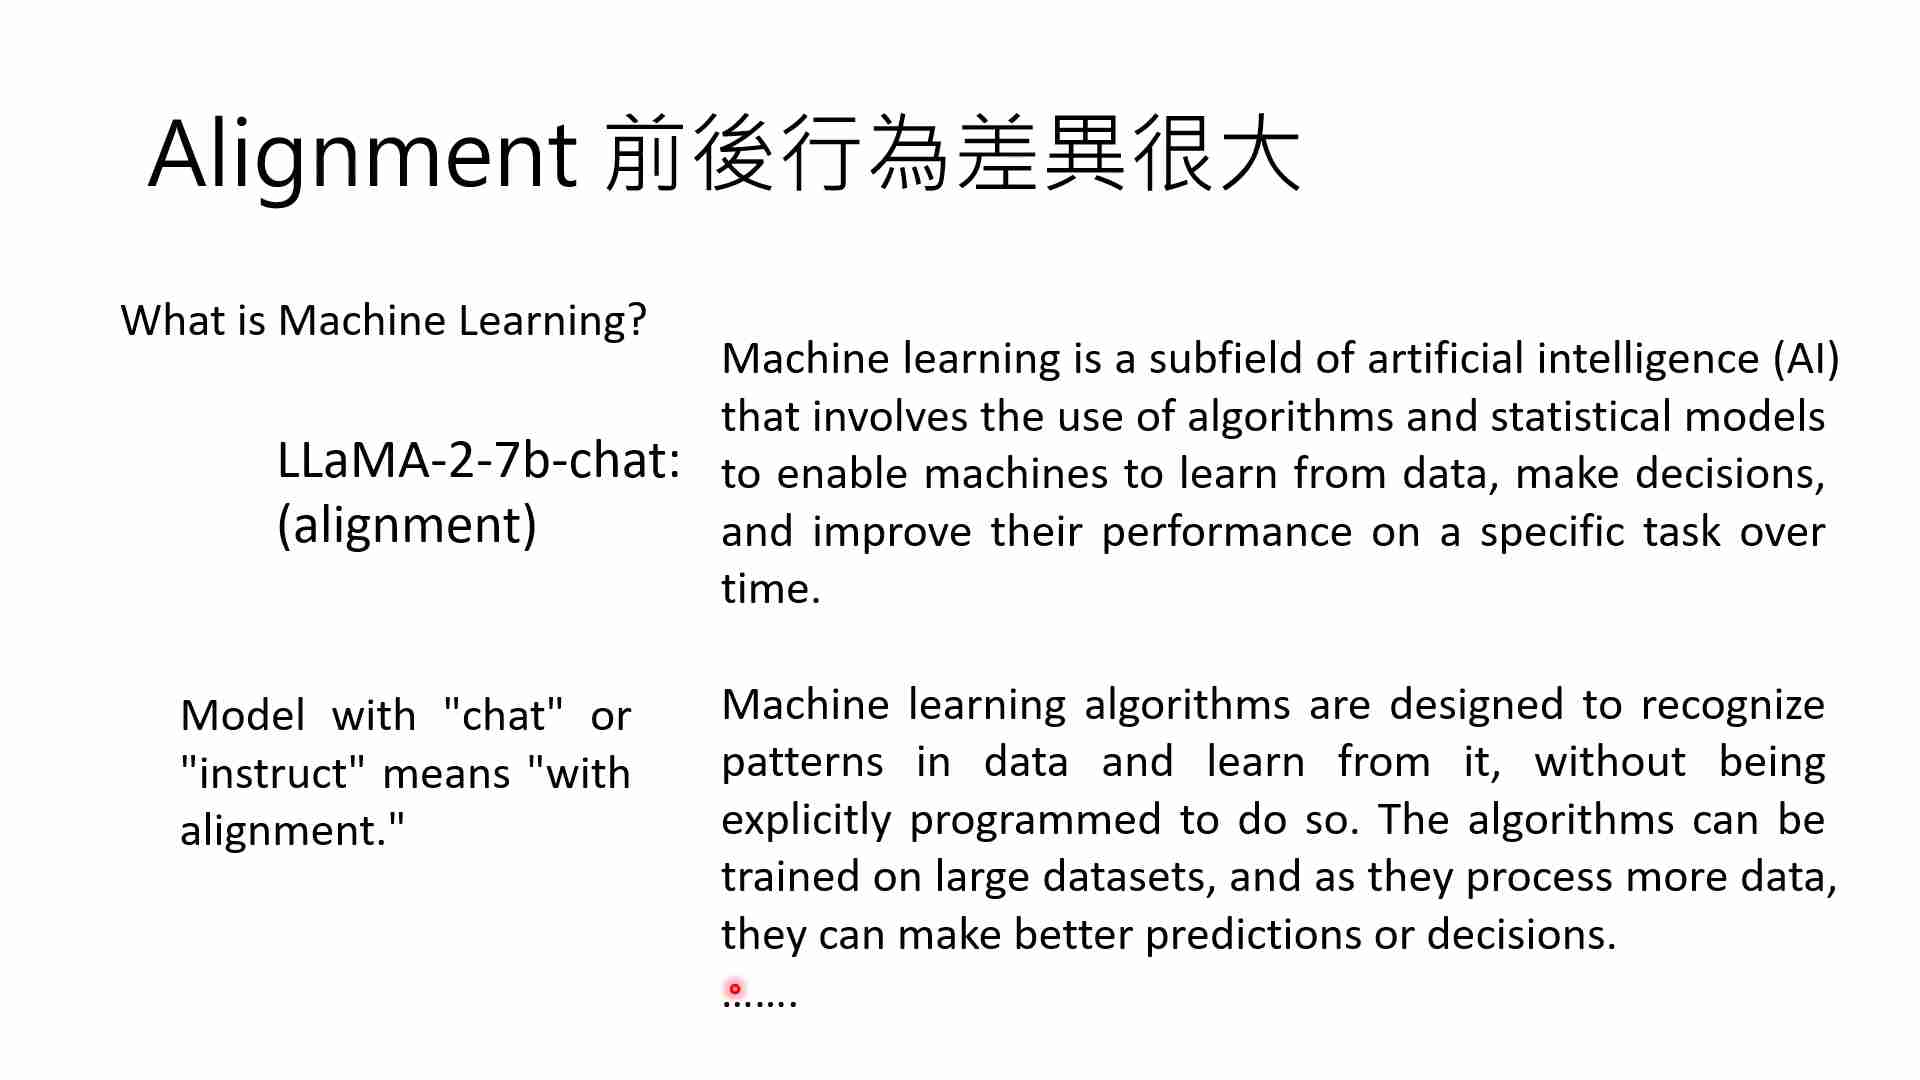 Alignment 前後行為差異很大
What is Machine Learning?
LLaMA-2-7b-chat:
(alignment)
Model with "chat" or
"instruct" means "with
alignment."
Machine learning is a subfield of artificial intelligence (AI)
that involves the use of algorithms and statistical models
to enable machines to learn from data, make decisions,
and improve their performance on a specific task over
time.
Machine learning algorithms are designed to recognize
patterns in data and learn from it, without being
explicitly programmed to do so. The algorithms can be
trained on large datasets, and as they process more data,
they can make better predictions or decisions.
…….